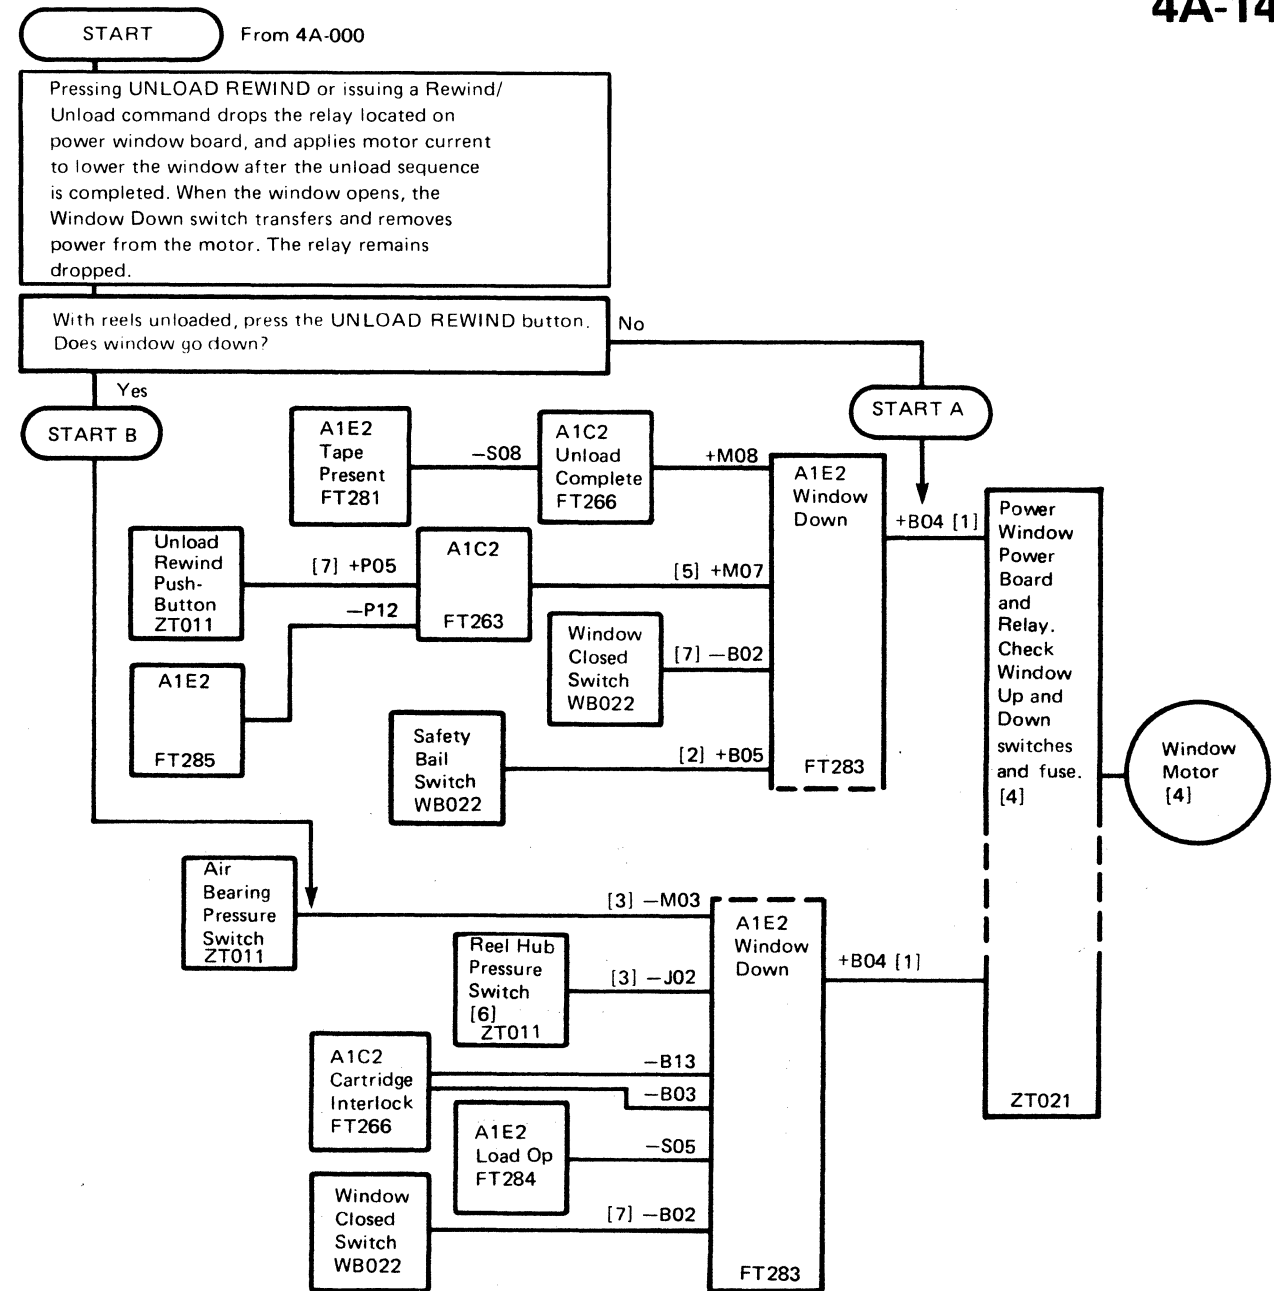 4A-14
START
From 4A-000
Pressing UNLOAD REWIND or issuing a Rewind/
Unload command drops the relay located on
power window board, and applies motor current
to lower the window after the unload sequence
is completed. When the window opens, the
Window Down switch transfers and removes
power from the motor. The relay remains
dropped.
With reels unloaded, press the UNLOAD REWIND button.
Does window go down?
No
Yes
START A
START B
A1E2
Tape
Present
FT281
—S08
A1C2
Unload
Complete
FT266
+M08
A1E2
Window
Down
FT283
+B04 [1]
Power
Window
Power
Board
and
Relay.
Check
Window
Up and
Down
switches
and fuse.
[4]
ZT021
Window
Motor
[4]
Unload
Rewind
Push-
Button
ZT011
[7] +P05
—P12
A1C2
FT263
[5] +M07
A1E2
FT285
Window
Closed
Switch
WB022
[7] —B02
Safety
Bail
Switch
WB022
[2] +B05
Air
Bearing
Pressure
Switch
ZT011
[3] —M03
A1E2
Window
Down
FT283
+B04 [1]
Reel Hub
Pressure
Switch
[6]
ZT011
[3] —J02
A1C2
Cartridge
Interlock
FT266
—B13
—B03
A1E2
Load Op
FT284
—S05
Window
Closed
Switch
WB022
[7] —B02